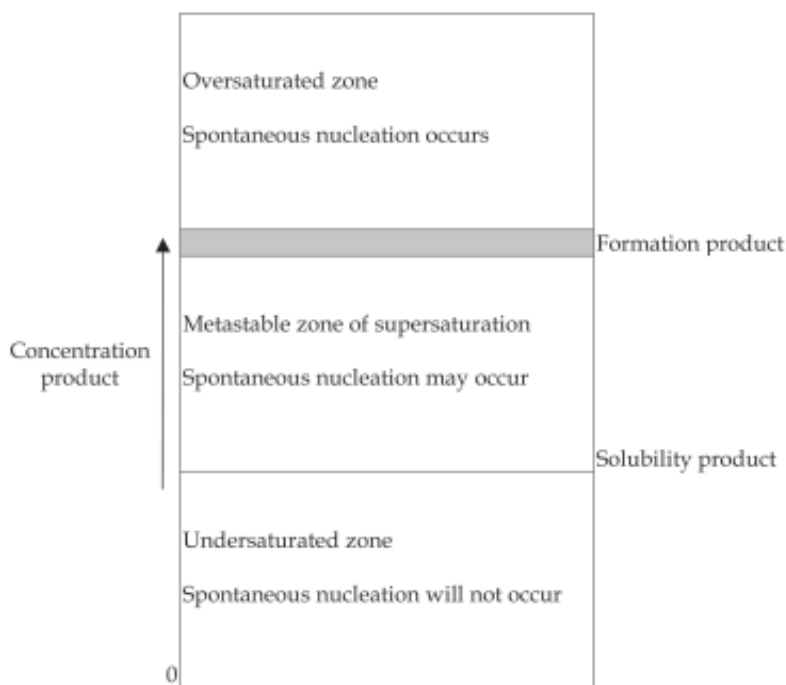 Oversaturated zone
Spontaneous nucleation occurs
Formation product
Metastable zone of supersaturation
Concentration
product
Spontaneous nucleation may occur
Solubility product
Undersaturated zone
Spontaneous nucleation will not occur
0